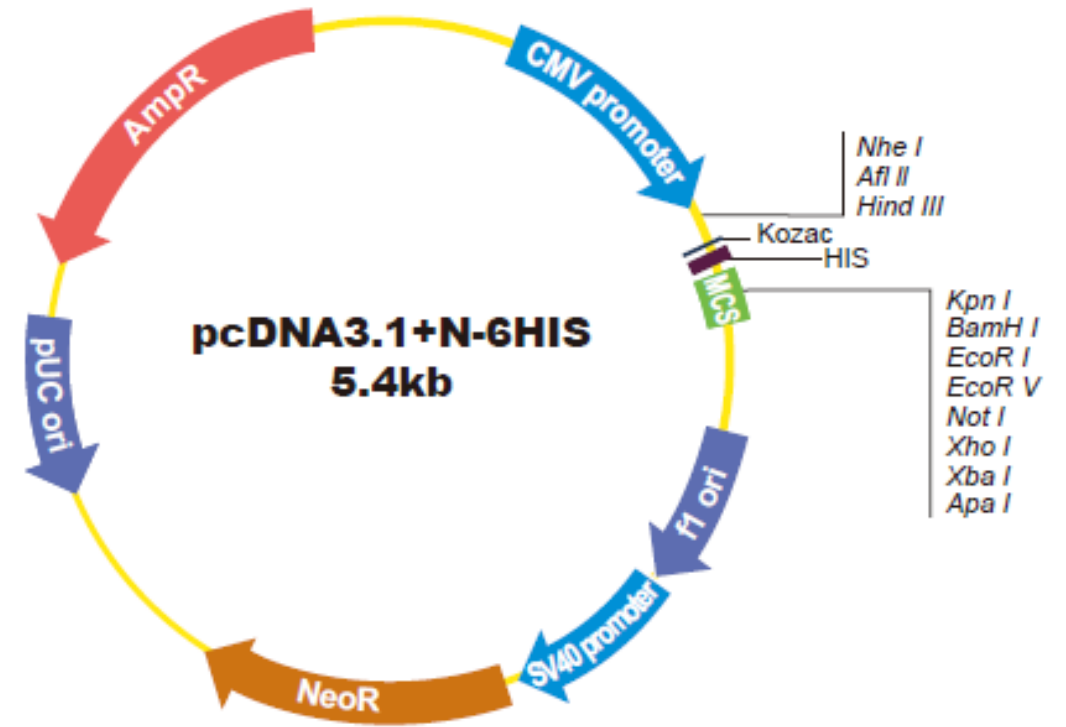 AmpR
CMV promoter
Nhe I
Afl II
Hind III
Kozac
HIS
MCS
Kpn I
BamH I
EcoR I
EcoR V
Not I
Xho I
Xba I
Apa I
pcDNA3.1+N-6HIS
5.4kb
pUC ori
f1 ori
SV40 promoter
NeoR